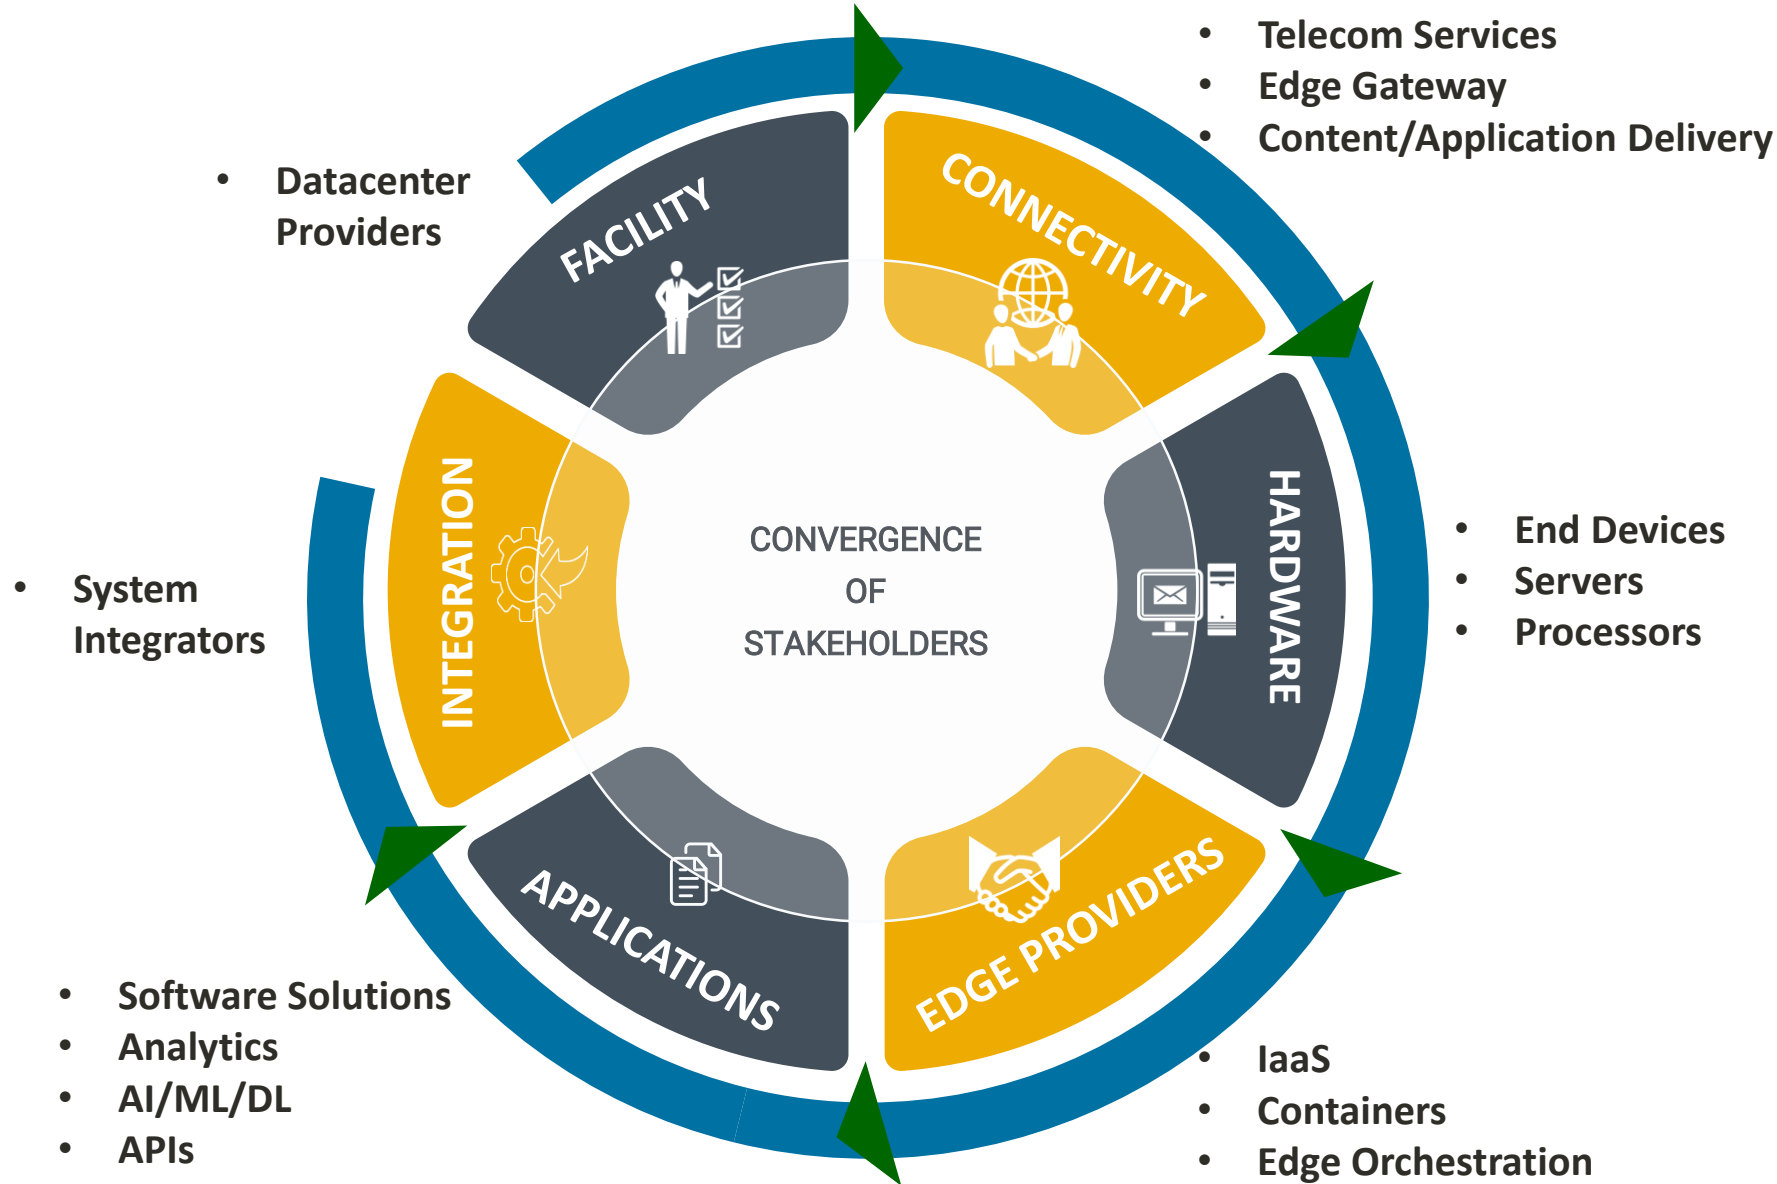 • Telecom Services
• Edge Gateway
• Content/Application Delivery
• Datacenter
Providers
FACILITY
CONNECTIVITY
INTEGRATION
HARDWARE
CONVERGENCE
OF
STAKEHOLDERS
• System
Integrators
• End Devices
• Servers
• Processors
APPLICATIONS
EDGE PROVIDERS
• Software Solutions
• Analytics
• AI/ML/DL
• APIs
• IaaS
• Containers
• Edge Orchestration